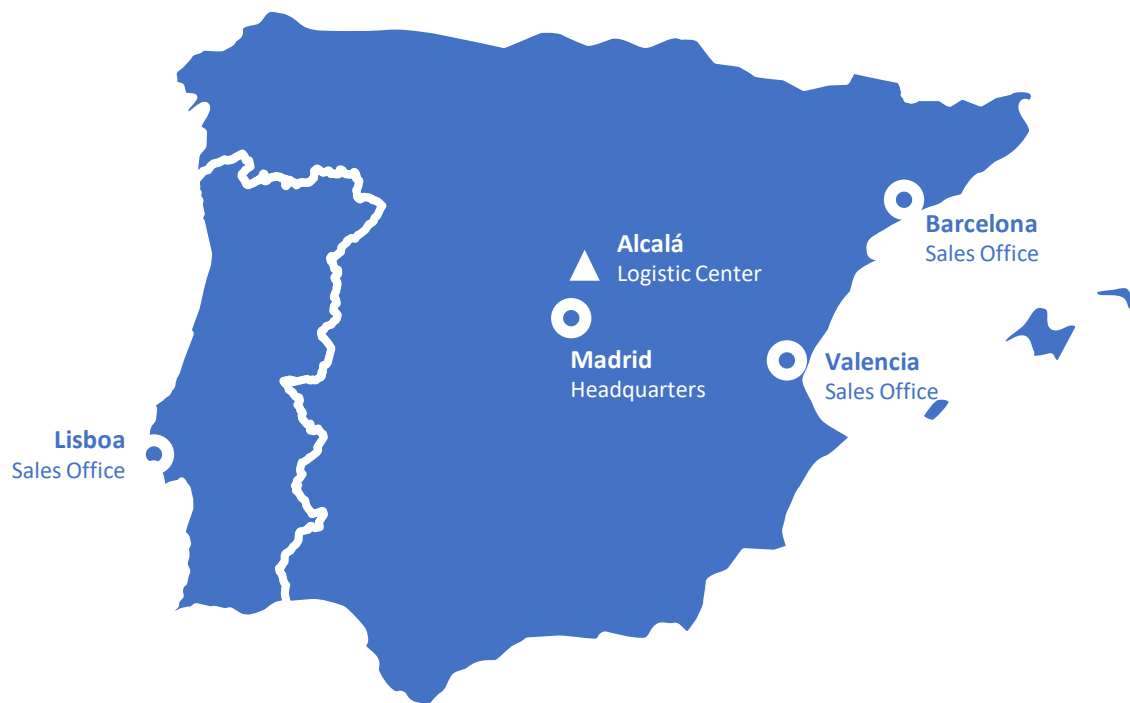 Alcalá
Logistic Center
Barcelona
Sales Office
Madrid
Headquarters
Valencia
Sales Office
Lisboa
Sales Office